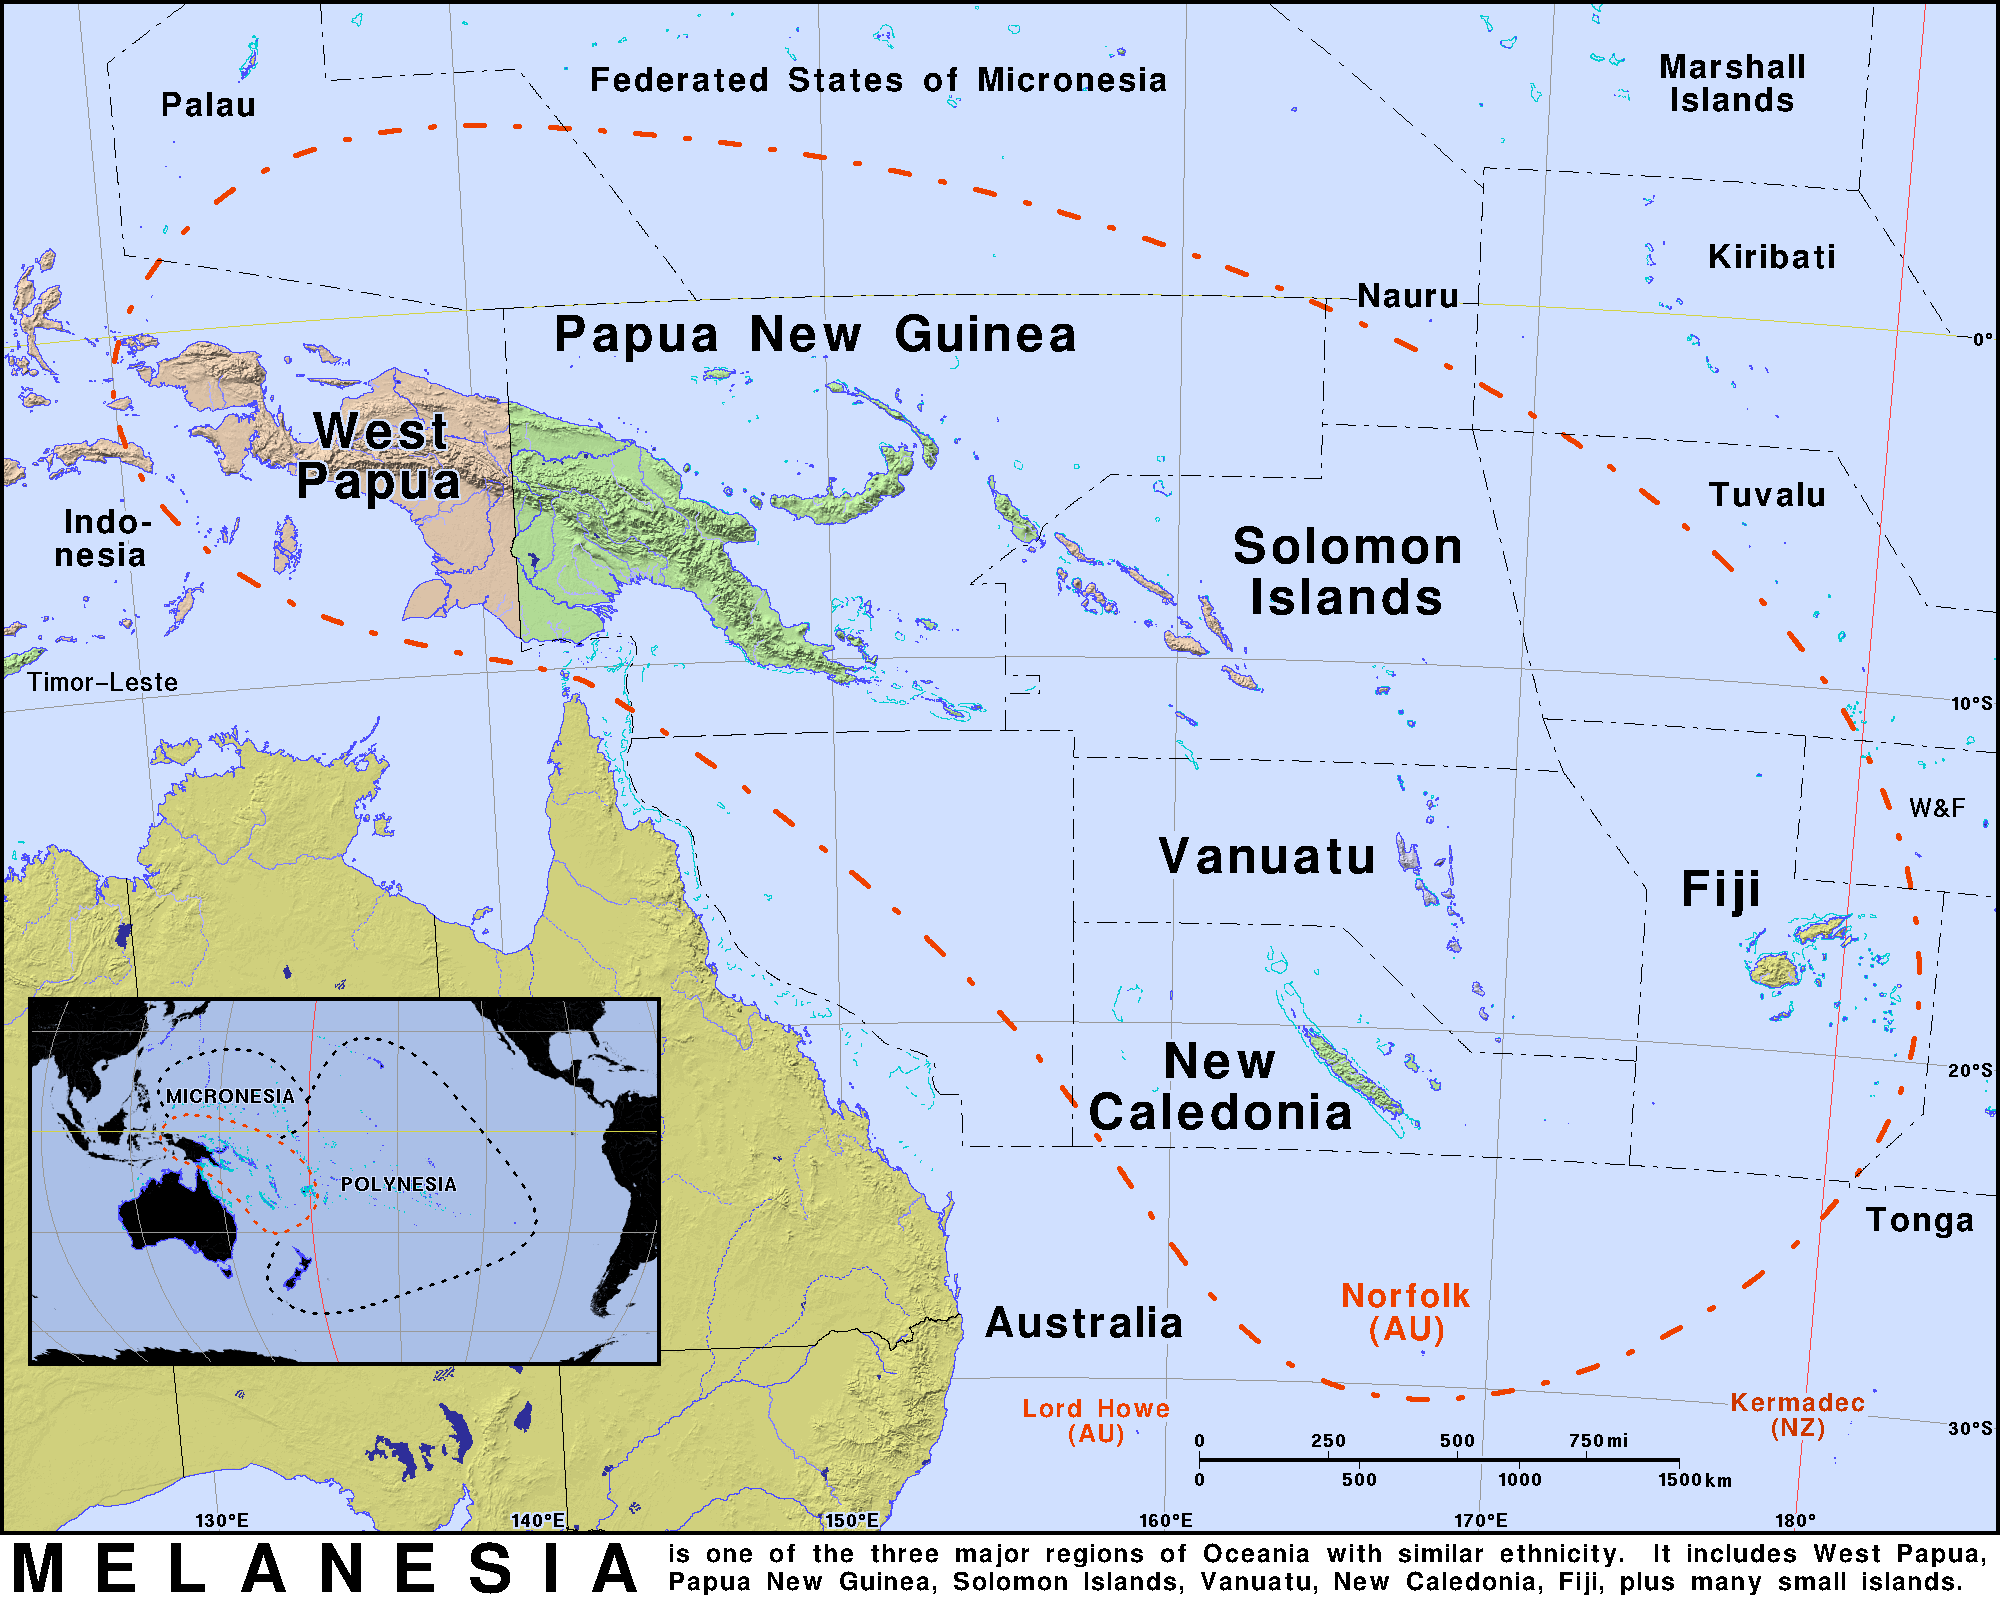 Federated States of Micronesia
Marshall
Islands
Palau
Kiribati
Nauru
Papua New Guinea
0°
West
Papua
Tuvalu
Indo-
nesia
Solomon
Islands
Timor–Leste
10°S
W&F
Vanuatu
Fiji
New
Caledonia
20°S
MICRONESIA
POLYNESIA
Tonga
Australia
Norfolk
(AU)
Lord Howe
(AU)
Kermadec
(NZ)
30°S
0 250 500 750mi
0 500 1000 1500km
130°E 140°E 150°E 160°E 170°E 180°
MELANESIA
is one of the three major regions of Oceania with similar ethnicity. It includes West Papua,
Papua New Guinea, Solomon Islands, Vanuatu, New Caledonia, Fiji, plus many small islands.